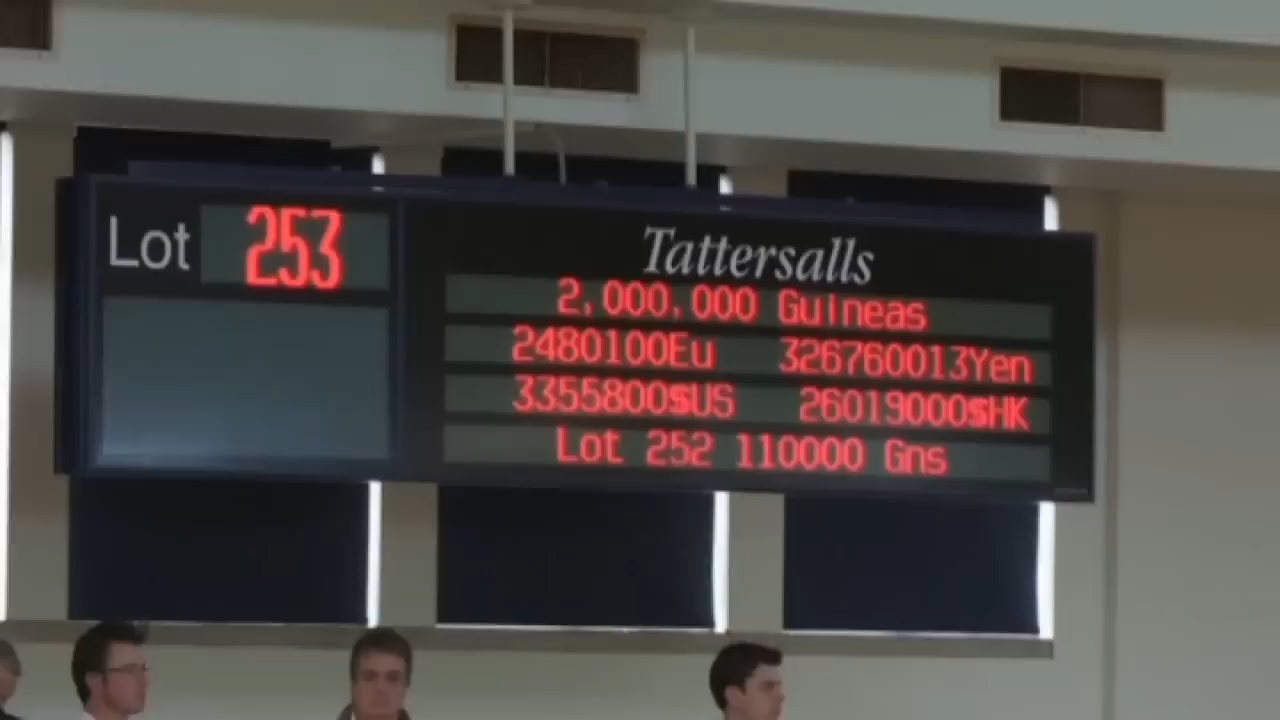 Lot 253
Tattersalls
2,000,000 Guineas
2480100Eu 326760013Yen
3355800$US 26019000$HK
Lot 252 110000 Gns